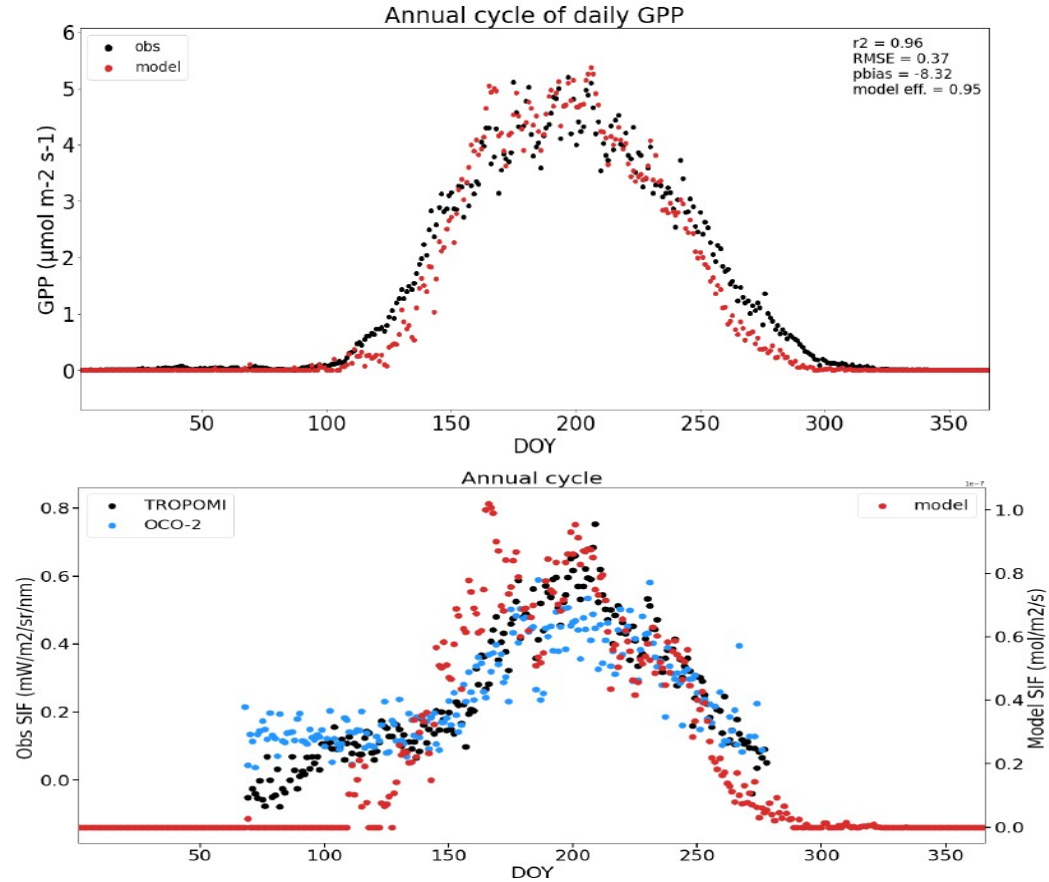 Annual cycle of daily GPP
obs
model
r2 = 0.96
RMSE = 0.37
pbias = -8.32
model eff. = 0.95
GPP (μmol m-2 s-1)
6
5
4
3
2
1
0
50 100 150 200 250 300 350
DOY
Annual cycle
1e-7
TROPOMI
OCO-2
model
Obs SIF (mW/m2/sr/nm)
0.8
0.6
0.4
0.2
0.0
1.0
0.8
0.6
0.4
0.2
0.0
Model SIF (mol/m2/s)
50 100 150 200 250 300 350
DOY